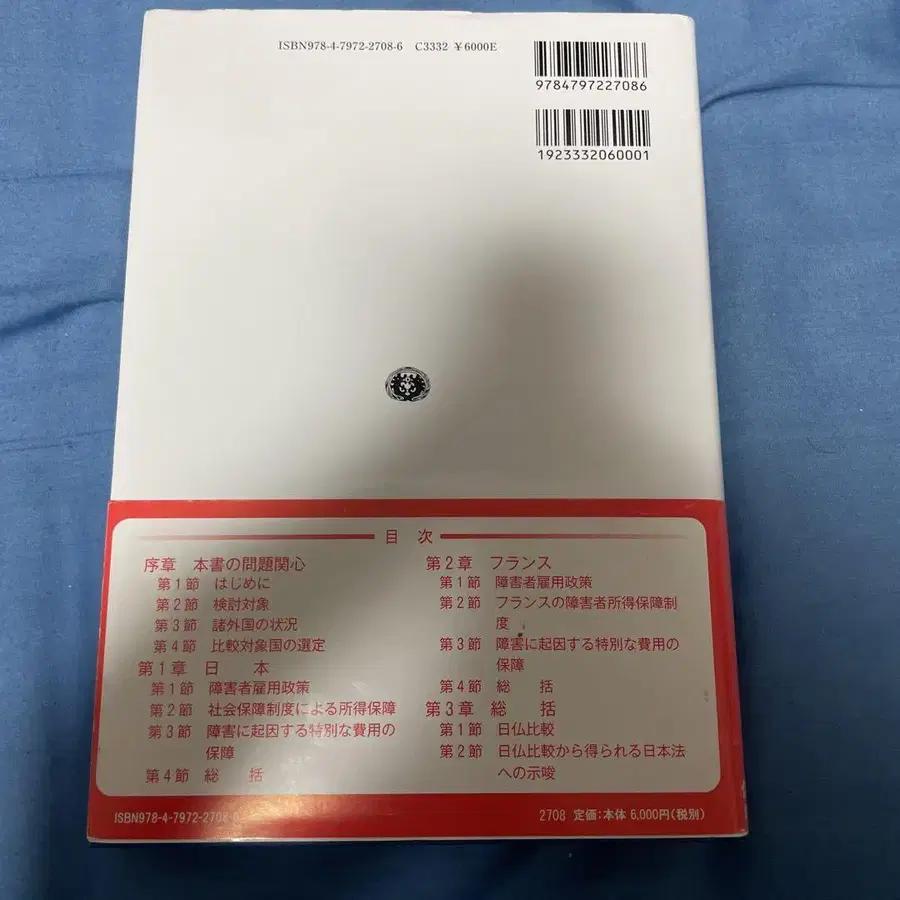 ISBN978-4-7972-2708-6 C3332 ¥6000E
9784797227086
1923332060001
目 次
序章 本書の問題関心
第1節 はじめに
第2節 検討対象
第3節 諸外国の状況
第4節 比較対象国の選定
第1章 日 本
第1節 障害者雇用政策
第2節 社会保障制度による所得保障
第3節 障害に起因する特別な費用の
保障
第4節 総 括
第2章 フランス
第1節 障害者雇用政策
第2節 フランスの障害者所得保障制
度
第3節 障害に起因する特別な費用の
保障
第4節 総 括
第3章 総 括
第1節 日仏比較
第2節 日仏比較から得られる日本法
への示唆
ISBN978-4-7972-2708-6
2708 定価:本体 6,000円(税別)